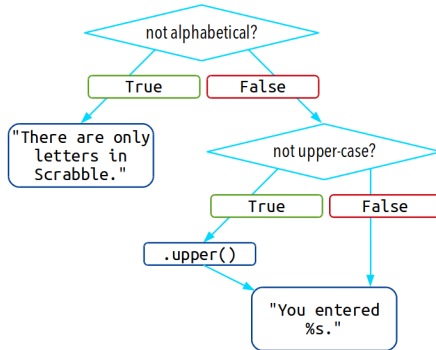 not alphabetical?
True
False
"There are only
letters in
Scrabble."
not upper-case?
True
False
.upper()
"You entered
%s."